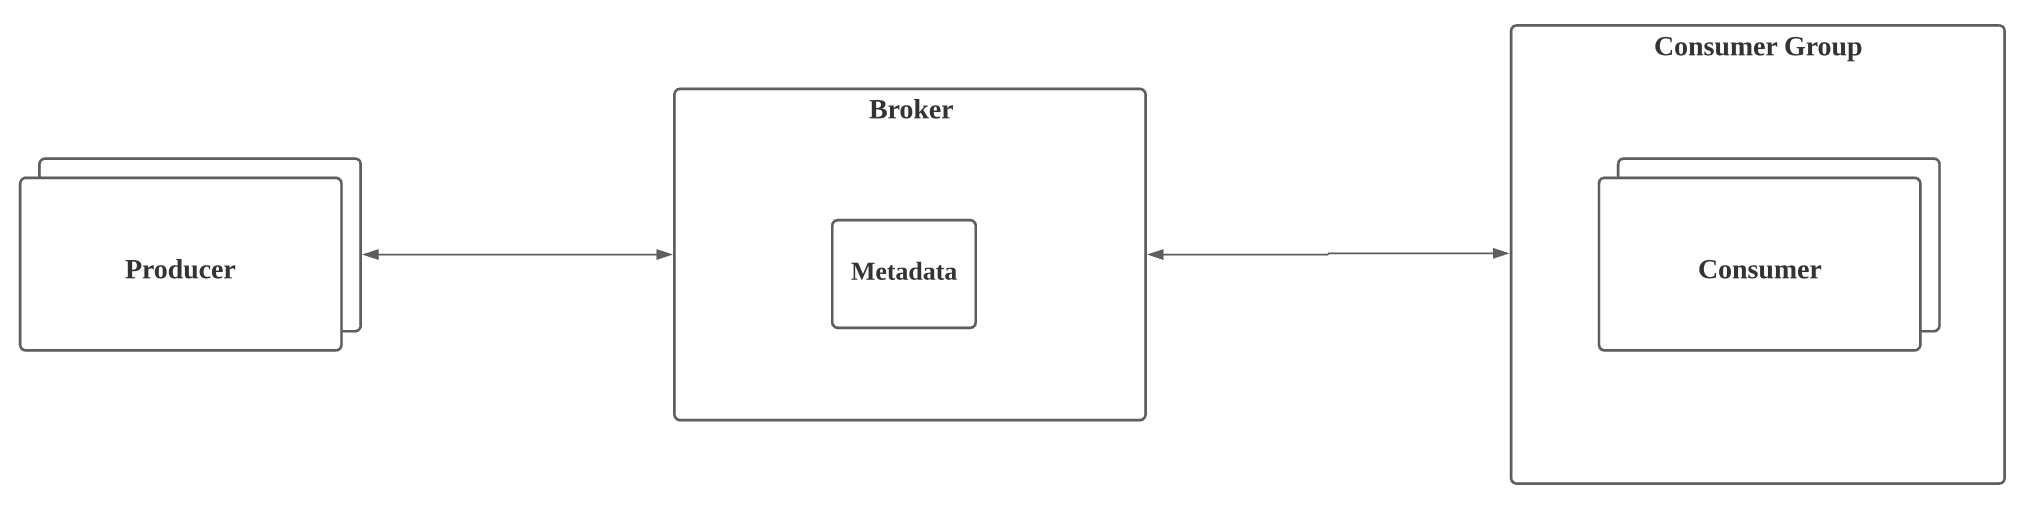 Consumer Group
Broker
Producer
Metadata
Consumer